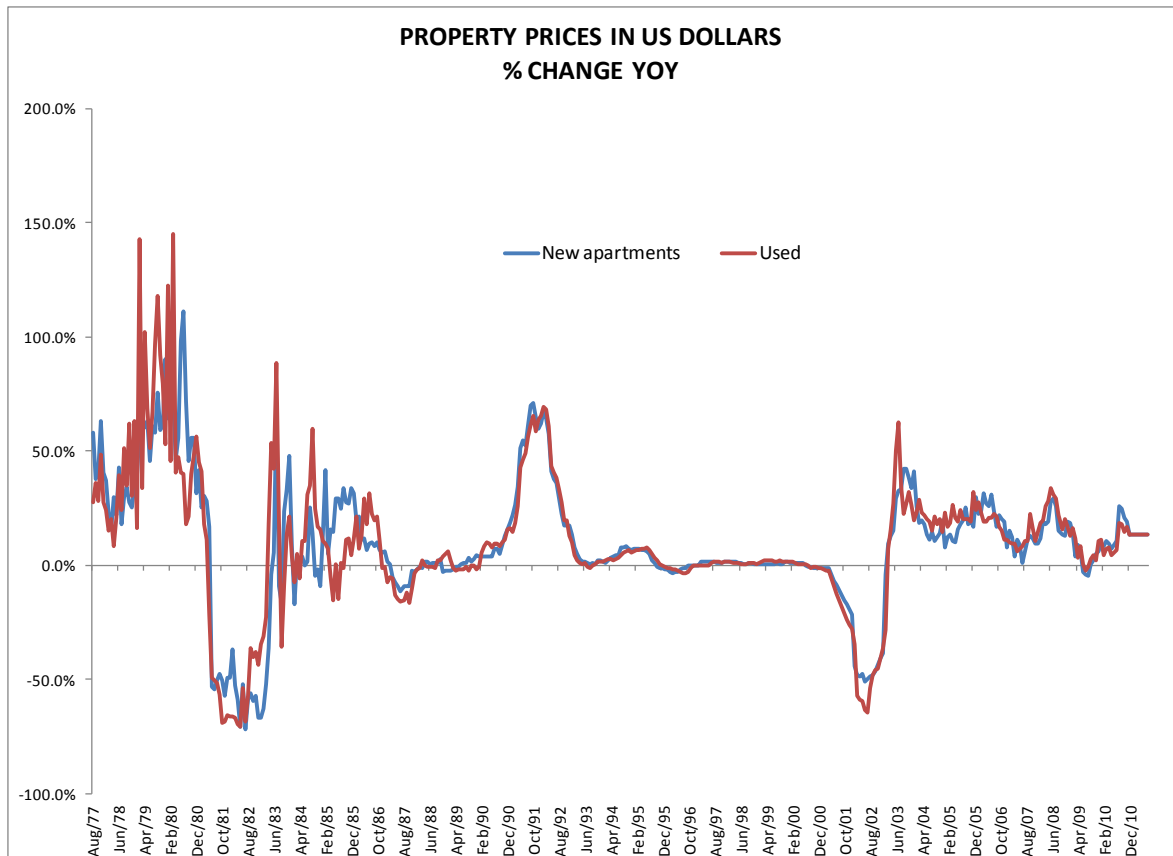 PROPERTY PRICES IN US DOLLARS
% CHANGE YOY
200.0%
150.0%
100.0%
50.0%
0.0%
-50.0%
-100.0%
New apartments
Used
Aug/77
Jun/78
Apr/79
Feb/80
Dec/80
Oct/81
Aug/82
Jun/83
Apr/84
Feb/85
Dec/85
Oct/86
Aug/87
Jun/88
Apr/89
Feb/90
Dec/90
Oct/91
Aug/92
Jun/93
Apr/94
Feb/95
Dec/95
Oct/96
Aug/97
Jun/98
Apr/99
Feb/00
Dec/00
Oct/01
Aug/02
Jun/03
Apr/04
Feb/05
Dec/05
Oct/06
Aug/07
Jun/08
Apr/09
Feb/10
Dec/10